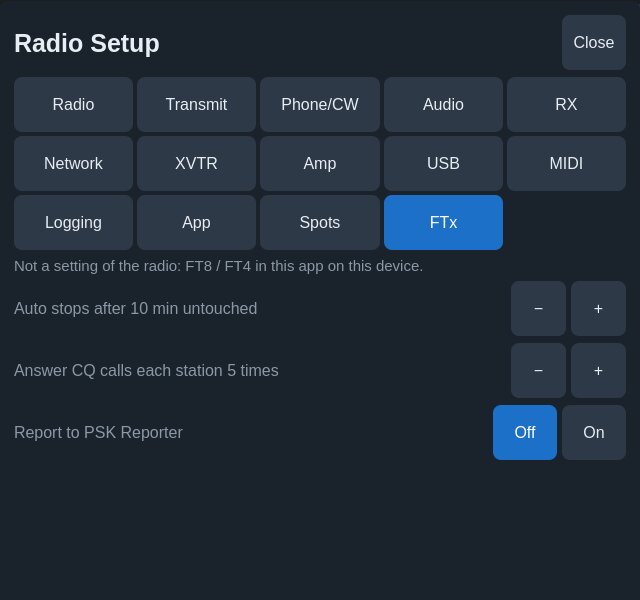 Radio Setup Close
Radio Transmit Phone/CW Audio RX
Network XVTR Amp USB MIDI
Logging App Spots FTx
Not a setting of the radio: FT8 / FT4 in this app on this device.
Auto stops after 10 min untouched − +
Answer CQ calls each station 5 times − +
Report to PSK Reporter Off On